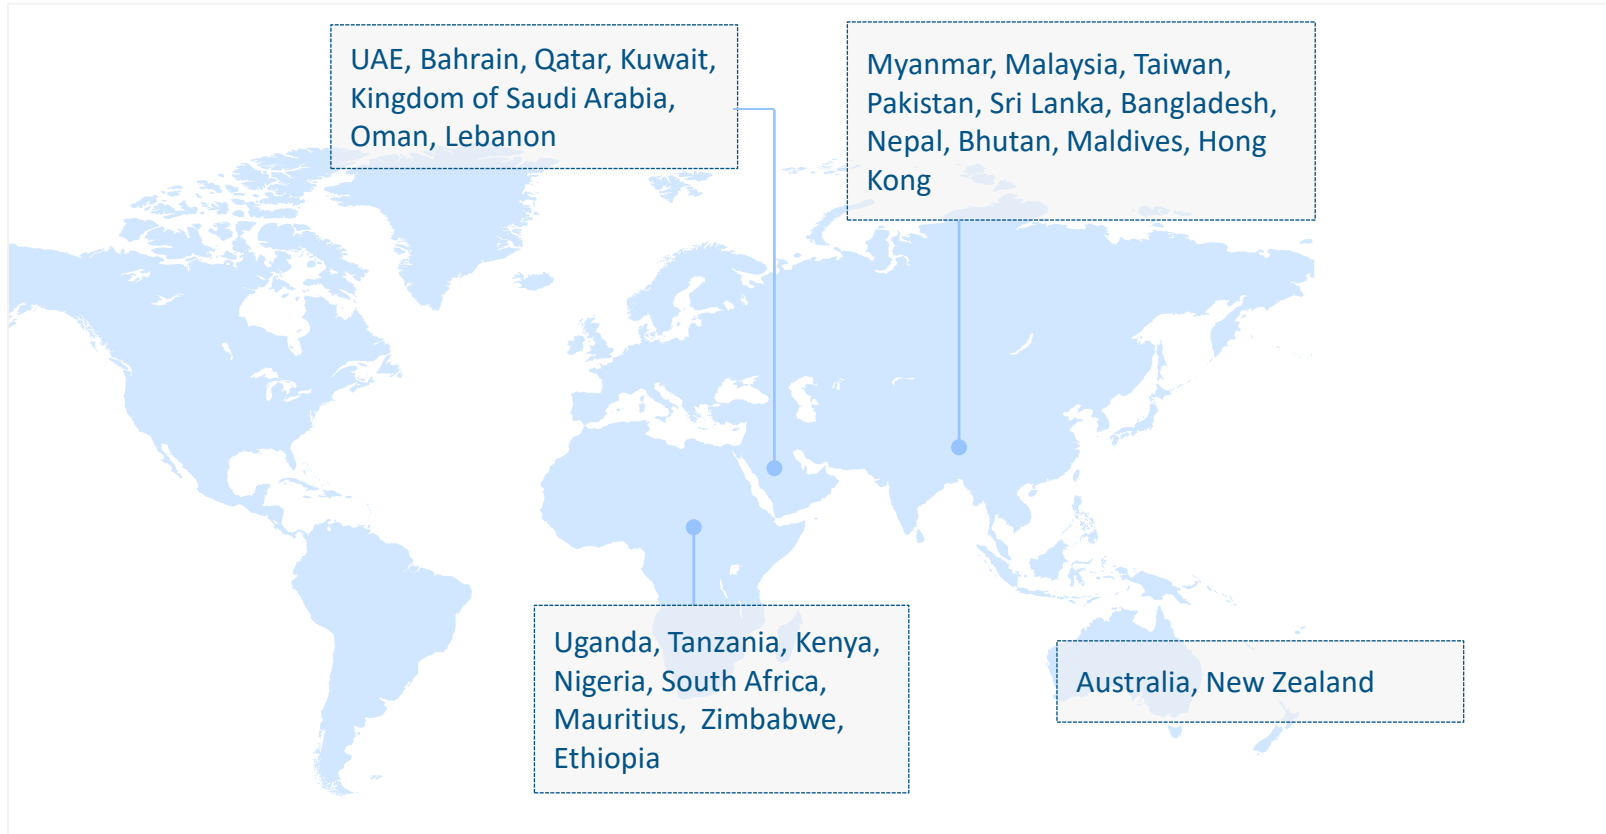 UAE, Bahrain, Qatar, Kuwait,
Kingdom of Saudi Arabia,
Oman, Lebanon
Myanmar, Malaysia, Taiwan,
Pakistan, Sri Lanka, Bangladesh,
Nepal, Bhutan, Maldives, Hong
Kong
Uganda, Tanzania, Kenya,
Nigeria, South Africa,
Mauritius,  Zimbabwe,
Ethiopia
Australia, New Zealand